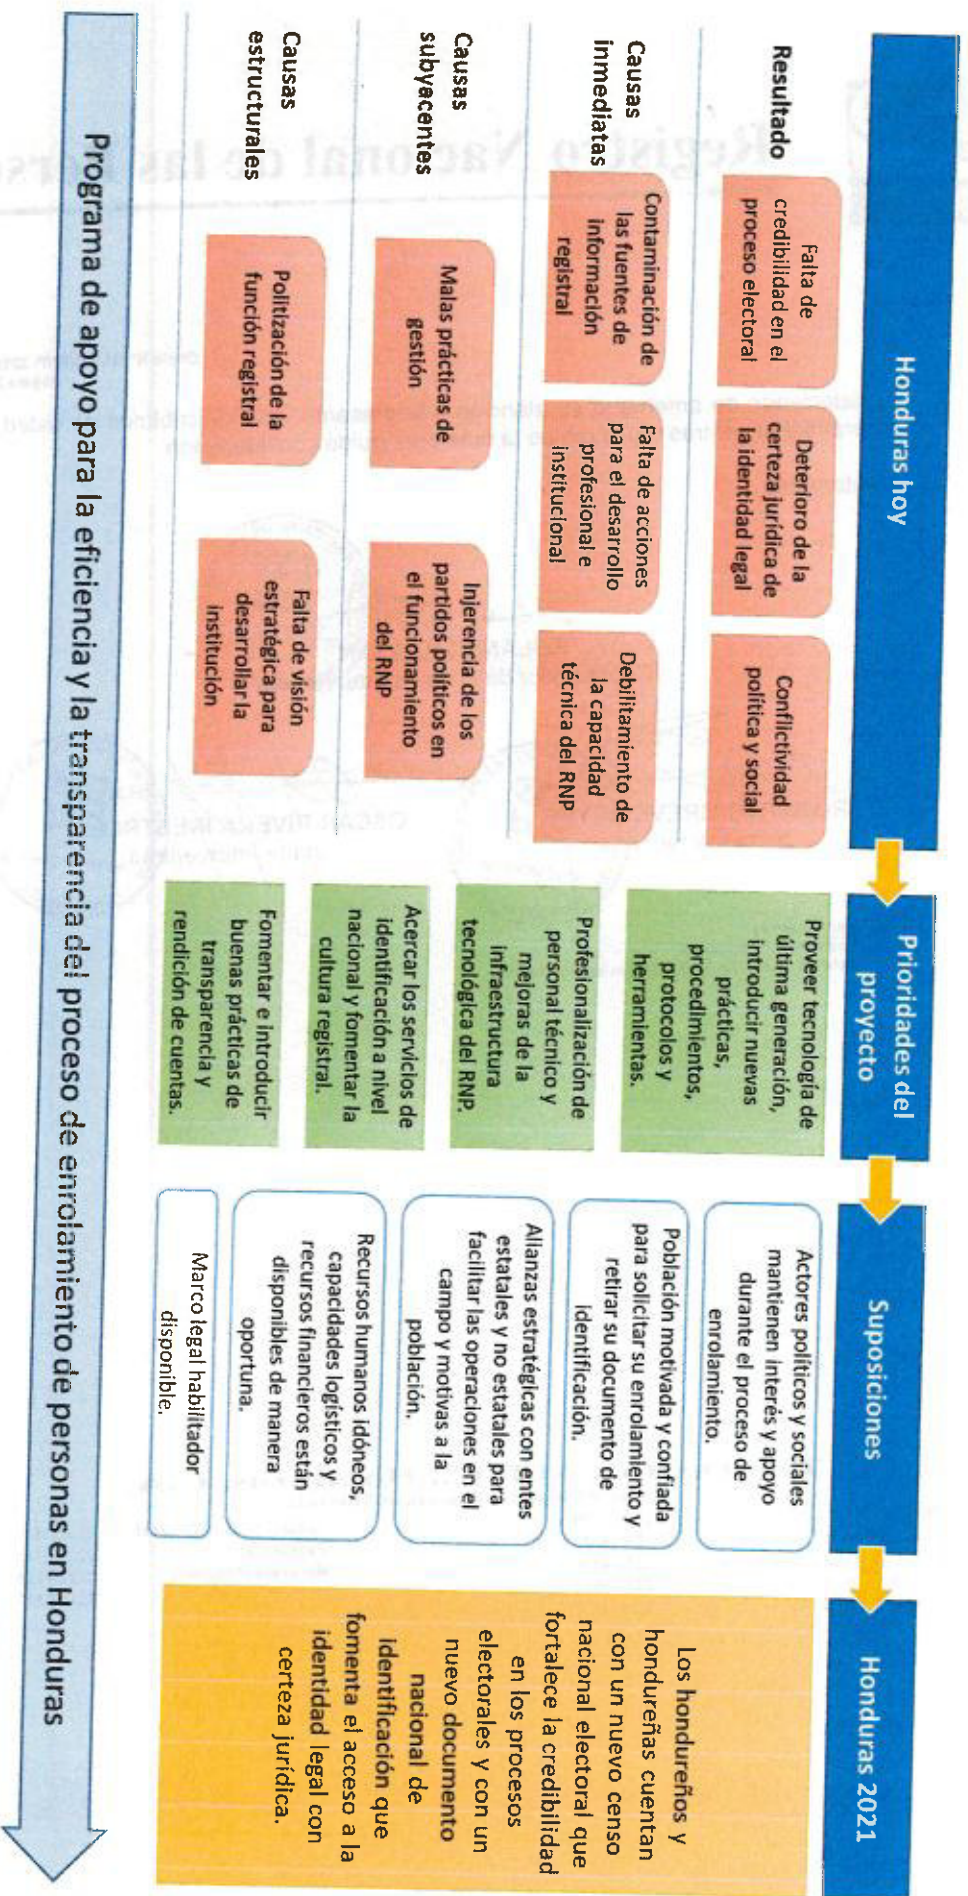 Honduras hoy
Resultado
Falta de
credibilidad en el
proceso electoral
Deterioro de la
certeza jurídica de
la identidad legal
Conflictividad
política y social
Causas
inmediatas
Contaminación de
las fuentes de
información
registral
Falta de acciones
para el desarrollo
profesional e
institucional
Debilitamiento de
la capacidad
técnica del RNP
Causas
subyacentes
Malas prácticas de
gestión
Injerencia de los
partidos políticos en
el funcionamiento
del RNP
Causas
estructurales
Politización de la
función registral
Falta de visión
estratégica para
desarrollar la
institución
Prioridades del
proyecto
Proveer tecnología de
última generación,
introducir nuevas
prácticas,
procedimientos,
protocolos y
herramientas.
Profesionalización de
personal técnico y
mejoras de la
infraestructura
tecnológica del RNP.
Acercar los servicios de
identificación a nivel
nacional y fomentar la
cultura registral.
Fomentar e introducir
buenas prácticas de
transparencia y
rendición de cuentas.
Suposiciones
Actores políticos y sociales
mantienen interés y apoyo
durante el proceso de
enrolamiento.
Población motivada y confiada
para solicitar su enrolamiento y
retirar su documento de
identificación.
Alianzas estratégicas con entes
estatales y no estatales para
facilitar las operaciones en el
campo y motivas a la
población.
Recursos humanos idóneos,
capacidades logísticos y
recursos financieros están
disponibles de manera
oportuna.
Marco legal habilitador
disponible.
Honduras 2021
Los hondureños y
hondureñas cuentan
con un nuevo censo
nacional electoral que
fortalece la credibilidad
en los procesos
electorales y con un
nuevo documento
nacional de
identificación que
fomenta el acceso a la
identidad legal con
certeza jurídica.
Programa de apoyo para la eficiencia y la transparencia del proceso de enrolamiento de personas en Honduras
Registro Nacional de las